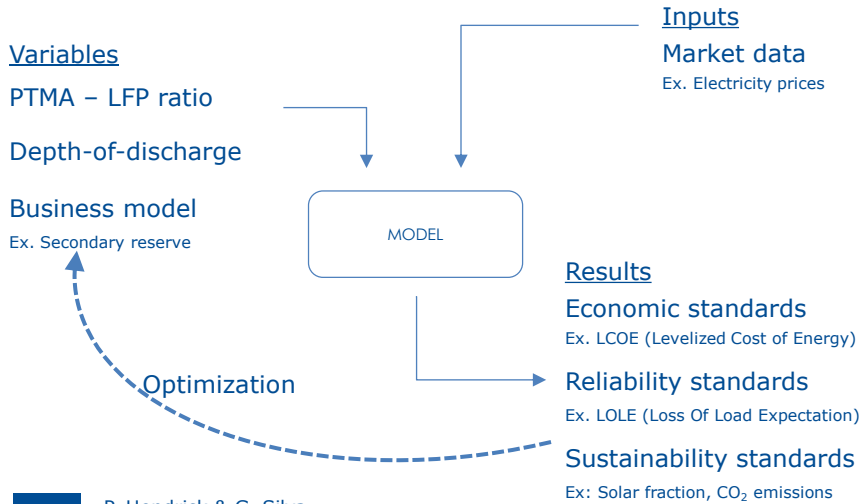 Inputs
Market data
Ex. Electricity prices
Variables
PTMA – LFP ratio
Depth-of-discharge
Business model
Ex. Secondary reserve
MODEL
Results
Economic standards
Ex. LCOE (Levelized Cost of Energy)
Reliability standards
Ex. LOLE (Loss Of Load Expectation)
Sustainability standards
Ex: Solar fraction, CO₂ emissions
Optimization